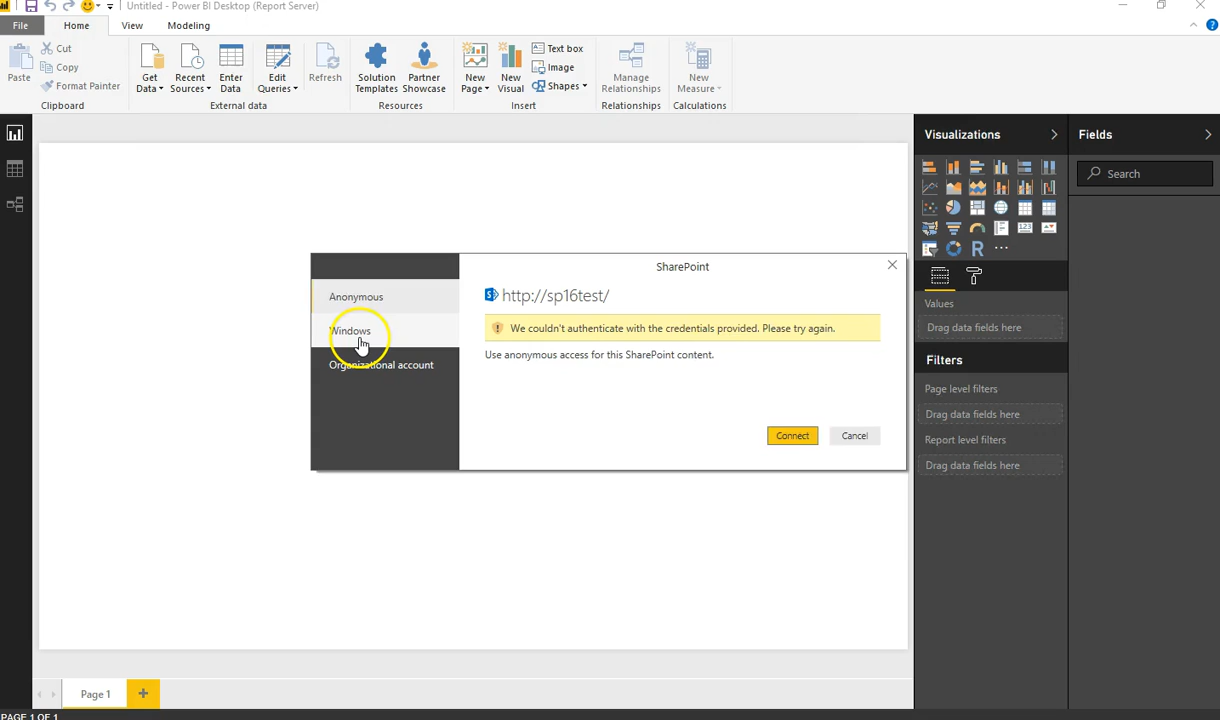 Untitled - Power BI Desktop (Report Server)
File Home View Modeling
Paste
Cut
Copy
Format Painter
Clipboard
Get Data
Recent Sources
Enter Data
Edit Queries
Refresh
External data
Solution Templates
Partner Showcase
Resources
New Page
New Visual
Text box
Image
Shapes
Insert
Manage Relationships
Relationships
New Measure
Calculations
Visualizations
Fields
Search
R
123
Values
Drag data fields here
Filters
Page level filters
Drag data fields here
Report level filters
Drag data fields here
Anonymous
Windows
Organizational account
SharePoint
http://sp16test/
We couldn't authenticate with the credentials provided. Please try again.
Use anonymous access for this SharePoint content.
Connect Cancel
Page 1
PAGE 1 OF 1